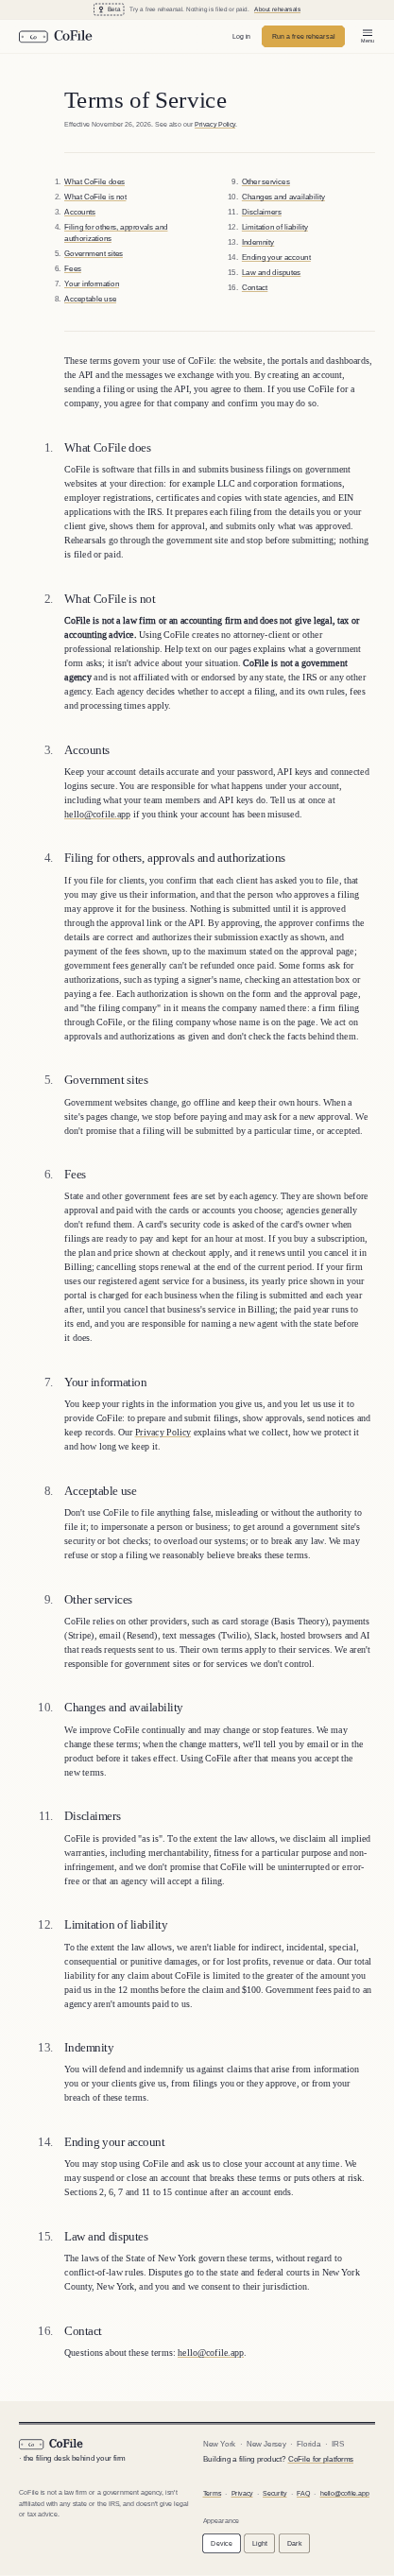 Beta Try a free rehearsal. Nothing is filed or paid. About rehearsals
Co CoFile Log in Run a free rehearsal Menu
Terms of Service
Effective November 26, 2026. See also our Privacy Policy.
1. What CoFile does
2. What CoFile is not
3. Accounts
4. Filing for others, approvals and
authorizations
5. Government sites
6. Fees
7. Your information
8. Acceptable use
9. Other services
10. Changes and availability
11. Disclaimers
12. Limitation of liability
13. Indemnity
14. Ending your account
15. Law and disputes
16. Contact
These terms govern your use of CoFile: the website, the portals and dashboards,
the API and the messages we exchange with you. By creating an account,
sending a filing or using the API, you agree to them. If you use CoFile for a
company, you agree for that company and confirm you may do so.
1. What CoFile does
CoFile is software that fills in and submits business filings on government
websites at your direction: for example LLC and corporation formations,
employer registrations, certificates and copies with state agencies, and EIN
applications with the IRS. It prepares each filing from the details you or your
client give, shows them for approval, and submits only what was approved.
Rehearsals go through the government site and stop before submitting; nothing
is filed or paid.
2. What CoFile is not
CoFile is not a law firm or an accounting firm and does not give legal, tax or
accounting advice. Using CoFile creates no attorney-client or other
professional relationship. Help text on our pages explains what a government
form asks; it isn't advice about your situation. CoFile is not a government
agency and is not affiliated with or endorsed by any state, the IRS or any other
agency. Each agency decides whether to accept a filing, and its own rules, fees
and processing times apply.
3. Accounts
Keep your account details accurate and your password, API keys and connected
logins secure. You are responsible for what happens under your account,
including what your team members and API keys do. Tell us at once at
hello@cofile.app if you think your account has been misused.
4. Filing for others, approvals and authorizations
If you file for clients, you confirm that each client has asked you to file, that
you may give us their information, and that the person who approves a filing
may approve it for the business. Nothing is submitted until it is approved
through the approval link or the API. By approving, the approver confirms the
details are correct and authorizes their submission exactly as shown, and
payment of the fees shown, up to the maximum stated on the approval page;
government fees generally can't be refunded once paid. Some forms ask for
authorizations, such as typing a signer's name, checking an attestation box or
paying a fee. Each authorization is shown on the form and the approval page,
and "the filing company" in it means the company named there: a firm filing
through CoFile, or the filing company whose name is on the page. We act on
approvals and authorizations as given and don't check the facts behind them.
5. Government sites
Government websites change, go offline and keep their own hours. When a
site's pages change, we stop before paying and may ask for a new approval. We
don't promise that a filing will be submitted by a particular time, or accepted.
6. Fees
State and other government fees are set by each agency. They are shown before
approval and paid with the cards or accounts you choose; agencies generally
don't refund them. A card's security code is asked of the card's owner when
filings are ready to pay and kept for an hour at most. If you buy a subscription,
the plan and price shown at checkout apply, and it renews until you cancel it in
Billing; cancelling stops renewal at the end of the current period. If your firm
uses our registered agent service for a business, its yearly price shown in your
portal is charged for each business when the filing is submitted and each year
after, until you cancel that business's service in Billing; the paid year runs to
its end, and you are responsible for naming a new agent with the state before
it does.
7. Your information
You keep your rights in the information you give us, and you let us use it to
provide CoFile: to prepare and submit filings, show approvals, send notices and
keep records. Our Privacy Policy explains what we collect, how we protect it
and how long we keep it.
8. Acceptable use
Don't use CoFile to file anything false, misleading or without the authority to
file it; to impersonate a person or business; to get around a government site's
security or bot checks; to overload our systems; or to break any law. We may
refuse or stop a filing we reasonably believe breaks these terms.
9. Other services
CoFile relies on other providers, such as card storage (Basis Theory), payments
(Stripe), email (Resend), text messages (Twilio), Slack, hosted browsers and AI
that reads requests sent to us. Their own terms apply to their services. We aren't
responsible for government sites or for services we don't control.
10. Changes and availability
We improve CoFile continually and may change or stop features. We may
change these terms; when the change matters, we'll tell you by email or in the
product before it takes effect. Using CoFile after that means you accept the
new terms.
11. Disclaimers
CoFile is provided "as is". To the extent the law allows, we disclaim all implied
warranties, including merchantability, fitness for a particular purpose and non-
infringement, and we don't promise that CoFile will be uninterrupted or error-
free or that an agency will accept a filing.
12. Limitation of liability
To the extent the law allows, we aren't liable for indirect, incidental, special,
consequential or punitive damages, or for lost profits, revenue or data. Our total
liability for any claim about CoFile is limited to the greater of the amount you
paid us in the 12 months before the claim and $100. Government fees paid to an
agency aren't amounts paid to us.
13. Indemnity
You will defend and indemnify us against claims that arise from information
you or your clients give us, from filings you or they approve, or from your
breach of these terms.
14. Ending your account
You may stop using CoFile and ask us to close your account at any time. We
may suspend or close an account that breaks these terms or puts others at risk.
Sections 2, 6, 7 and 11 to 15 continue after an account ends.
15. Law and disputes
The laws of the State of New York govern these terms, without regard to
conflict-of-law rules. Disputes go to the state and federal courts in New York
County, New York, and you and we consent to their jurisdiction.
16. Contact
Questions about these terms: hello@cofile.app.
Co CoFile
· the filing desk behind your firm
New York · New Jersey · Florida · IRS
Building a filing product? CoFile for platforms
CoFile is not a law firm or a government agency, isn't
affiliated with any state or the IRS, and doesn't give legal
or tax advice.
Terms · Privacy · Security · FAQ · hello@cofile.app
Appearance
Device Light Dark